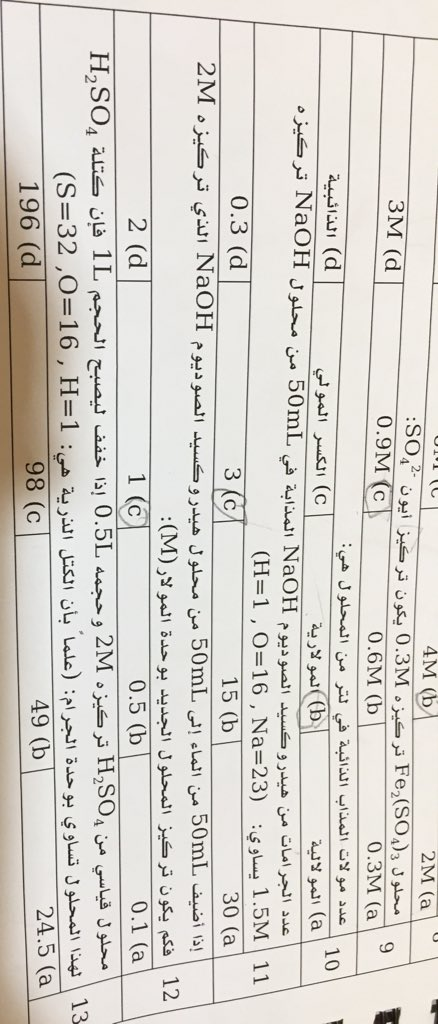 2M (a
4M (b
محلول Fe₂(SO₄)₃ تركيزه 0.3M يكون تركيز أيون SO₄²⁻:
9
0.3M (a
0.6M (b
0.9M (c
3M (d
عدد مولات المذاب الذائبة في لتر من المحلول هي:
10
a) المولالية
b) لمولارية
c) الكسر المولي
d) الذائبية
عدد الجرامات من هيدروكسيد الصوديوم NaOH المذابة في 50mL من محلول NaOH تركيزه
1.5M يساوي: (H=1 , O=16 , Na=23)
11
30 (a
15 (b
3 (c
0.3 (d
إذا أضيف 50mL من الماء إلى 50mL من محلول هيدروكسيد الصوديوم NaOH الذي تركيزه 2M
فكم يكون تركيز المحلول الجديد بوحدة المولار (M):
12
0.1 (a
0.5 (b
1 (c
2 (d
محلول قياسي من H₂SO₄ تركيزه 2M وحجمه 0.5L إذا خفف ليصبح الحجم 1L فإن كتلة H₂SO₄
لهذا المحلول تساوي بوحدة الجرام: (علماً بأن الكتل الذرية هي: S=32 ,O=16 , H=1)
13
24.5 (a
49 (b
98 (c
196 (d